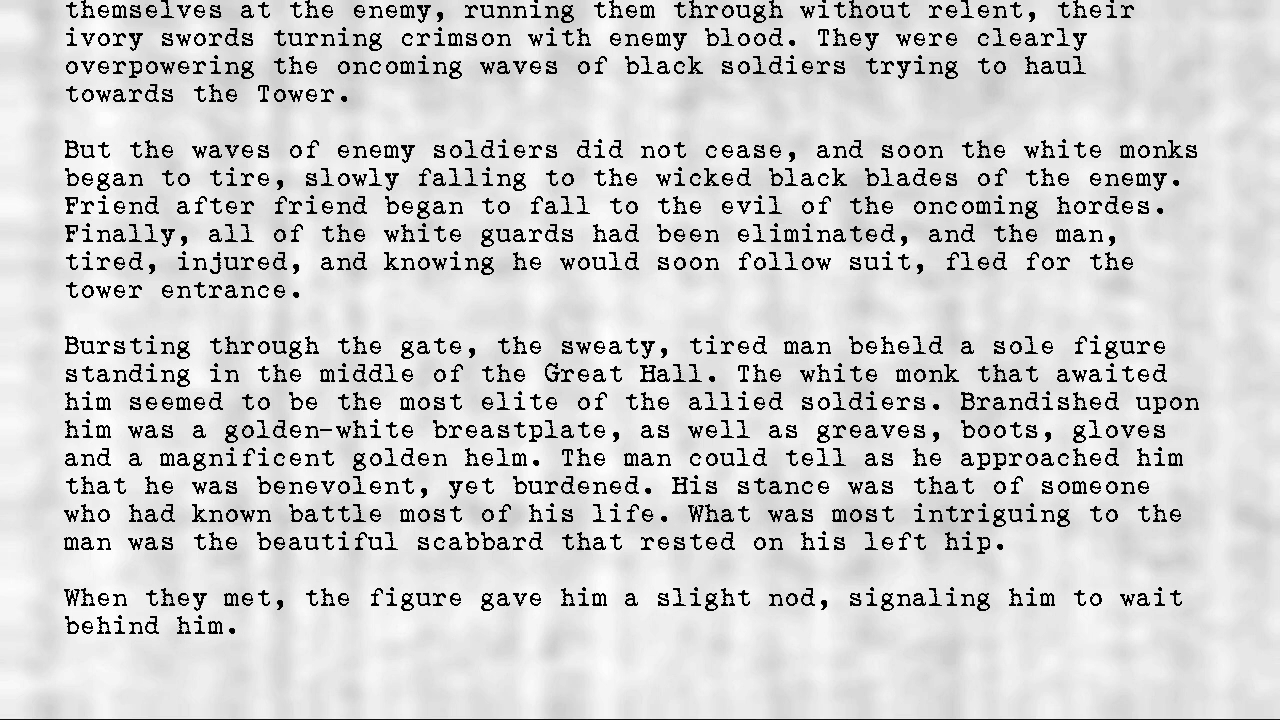 themselves at the enemy, running them through without relent, their
ivory swords turning crimson with enemy blood. They were clearly
overpowering the oncoming waves of black soldiers trying to haul
towards the Tower.
But the waves of enemy soldiers did not cease, and soon the white monks
began to tire, slowly falling to the wicked black blades of the enemy.
Friend after friend began to fall to the evil of the oncoming hordes.
Finally, all of the white guards had been eliminated, and the man,
tired, injured, and knowing he would soon follow suit, fled for the
tower entrance.
Bursting through the gate, the sweaty, tired man beheld a sole figure
standing in the middle of the Great Hall. The white monk that awaited
him seemed to be the most elite of the allied soldiers. Brandished upon
him was a golden-white breastplate, as well as greaves, boots, gloves
and a magnificent golden helm. The man could tell as he approached him
that he was benevolent, yet burdened. His stance was that of someone
who had known battle most of his life. What was most intriguing to the
man was the beautiful scabbard that rested on his left hip.
When they met, the figure gave him a slight nod, signaling him to wait
behind him.